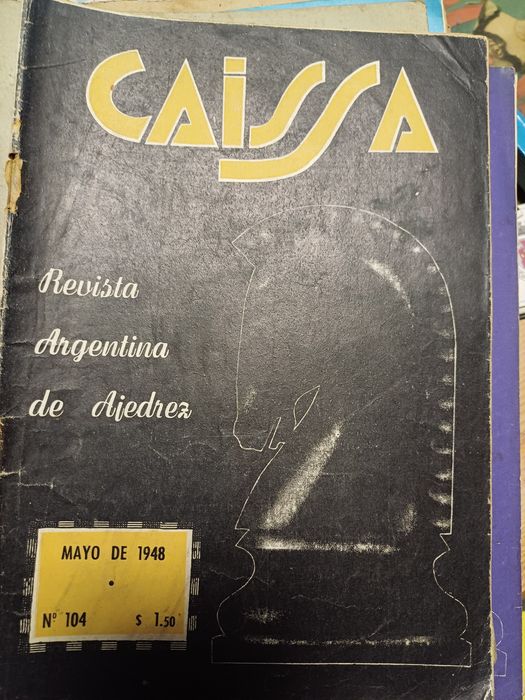 CAISSA
Revista
Argentina
de Ajedrez
MAYO DE 1948
Nº 104 $ 1.50